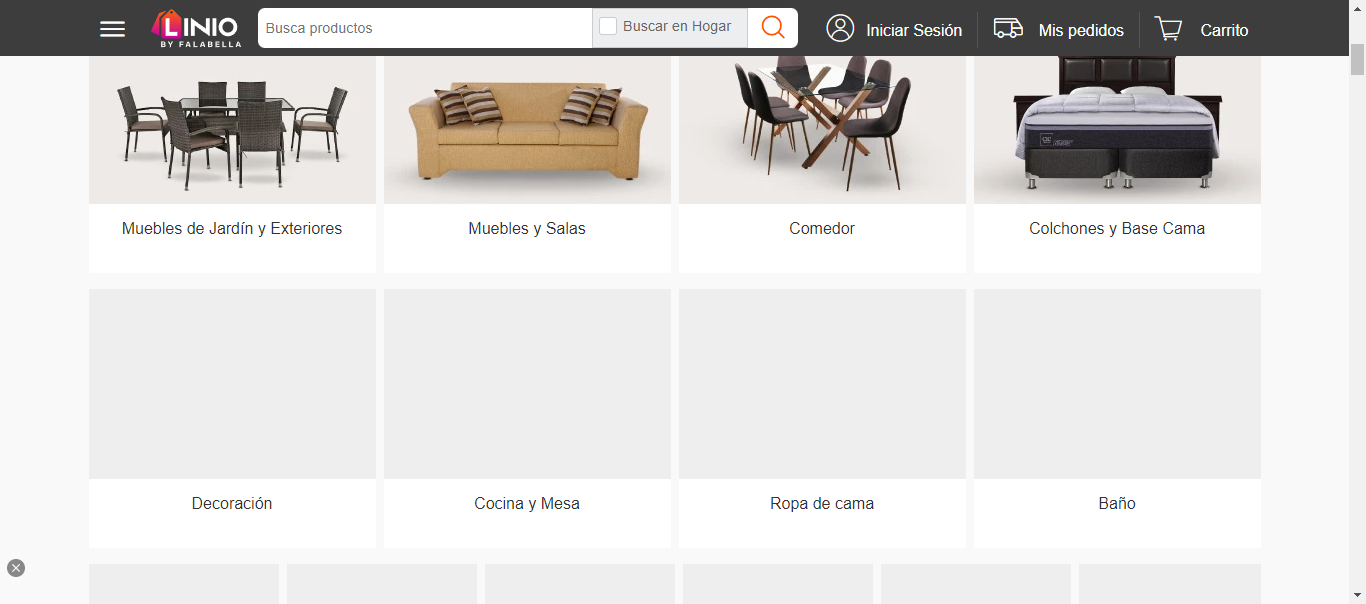 LINIO
BY FALABELLA
Busca productos
Buscar en Hogar
Iniciar Sesión
Mis pedidos
Carrito
Muebles de Jardín y Exteriores
Muebles y Salas
Comedor
Colchones y Base Cama
Decoración
Cocina y Mesa
Ropa de cama
Baño